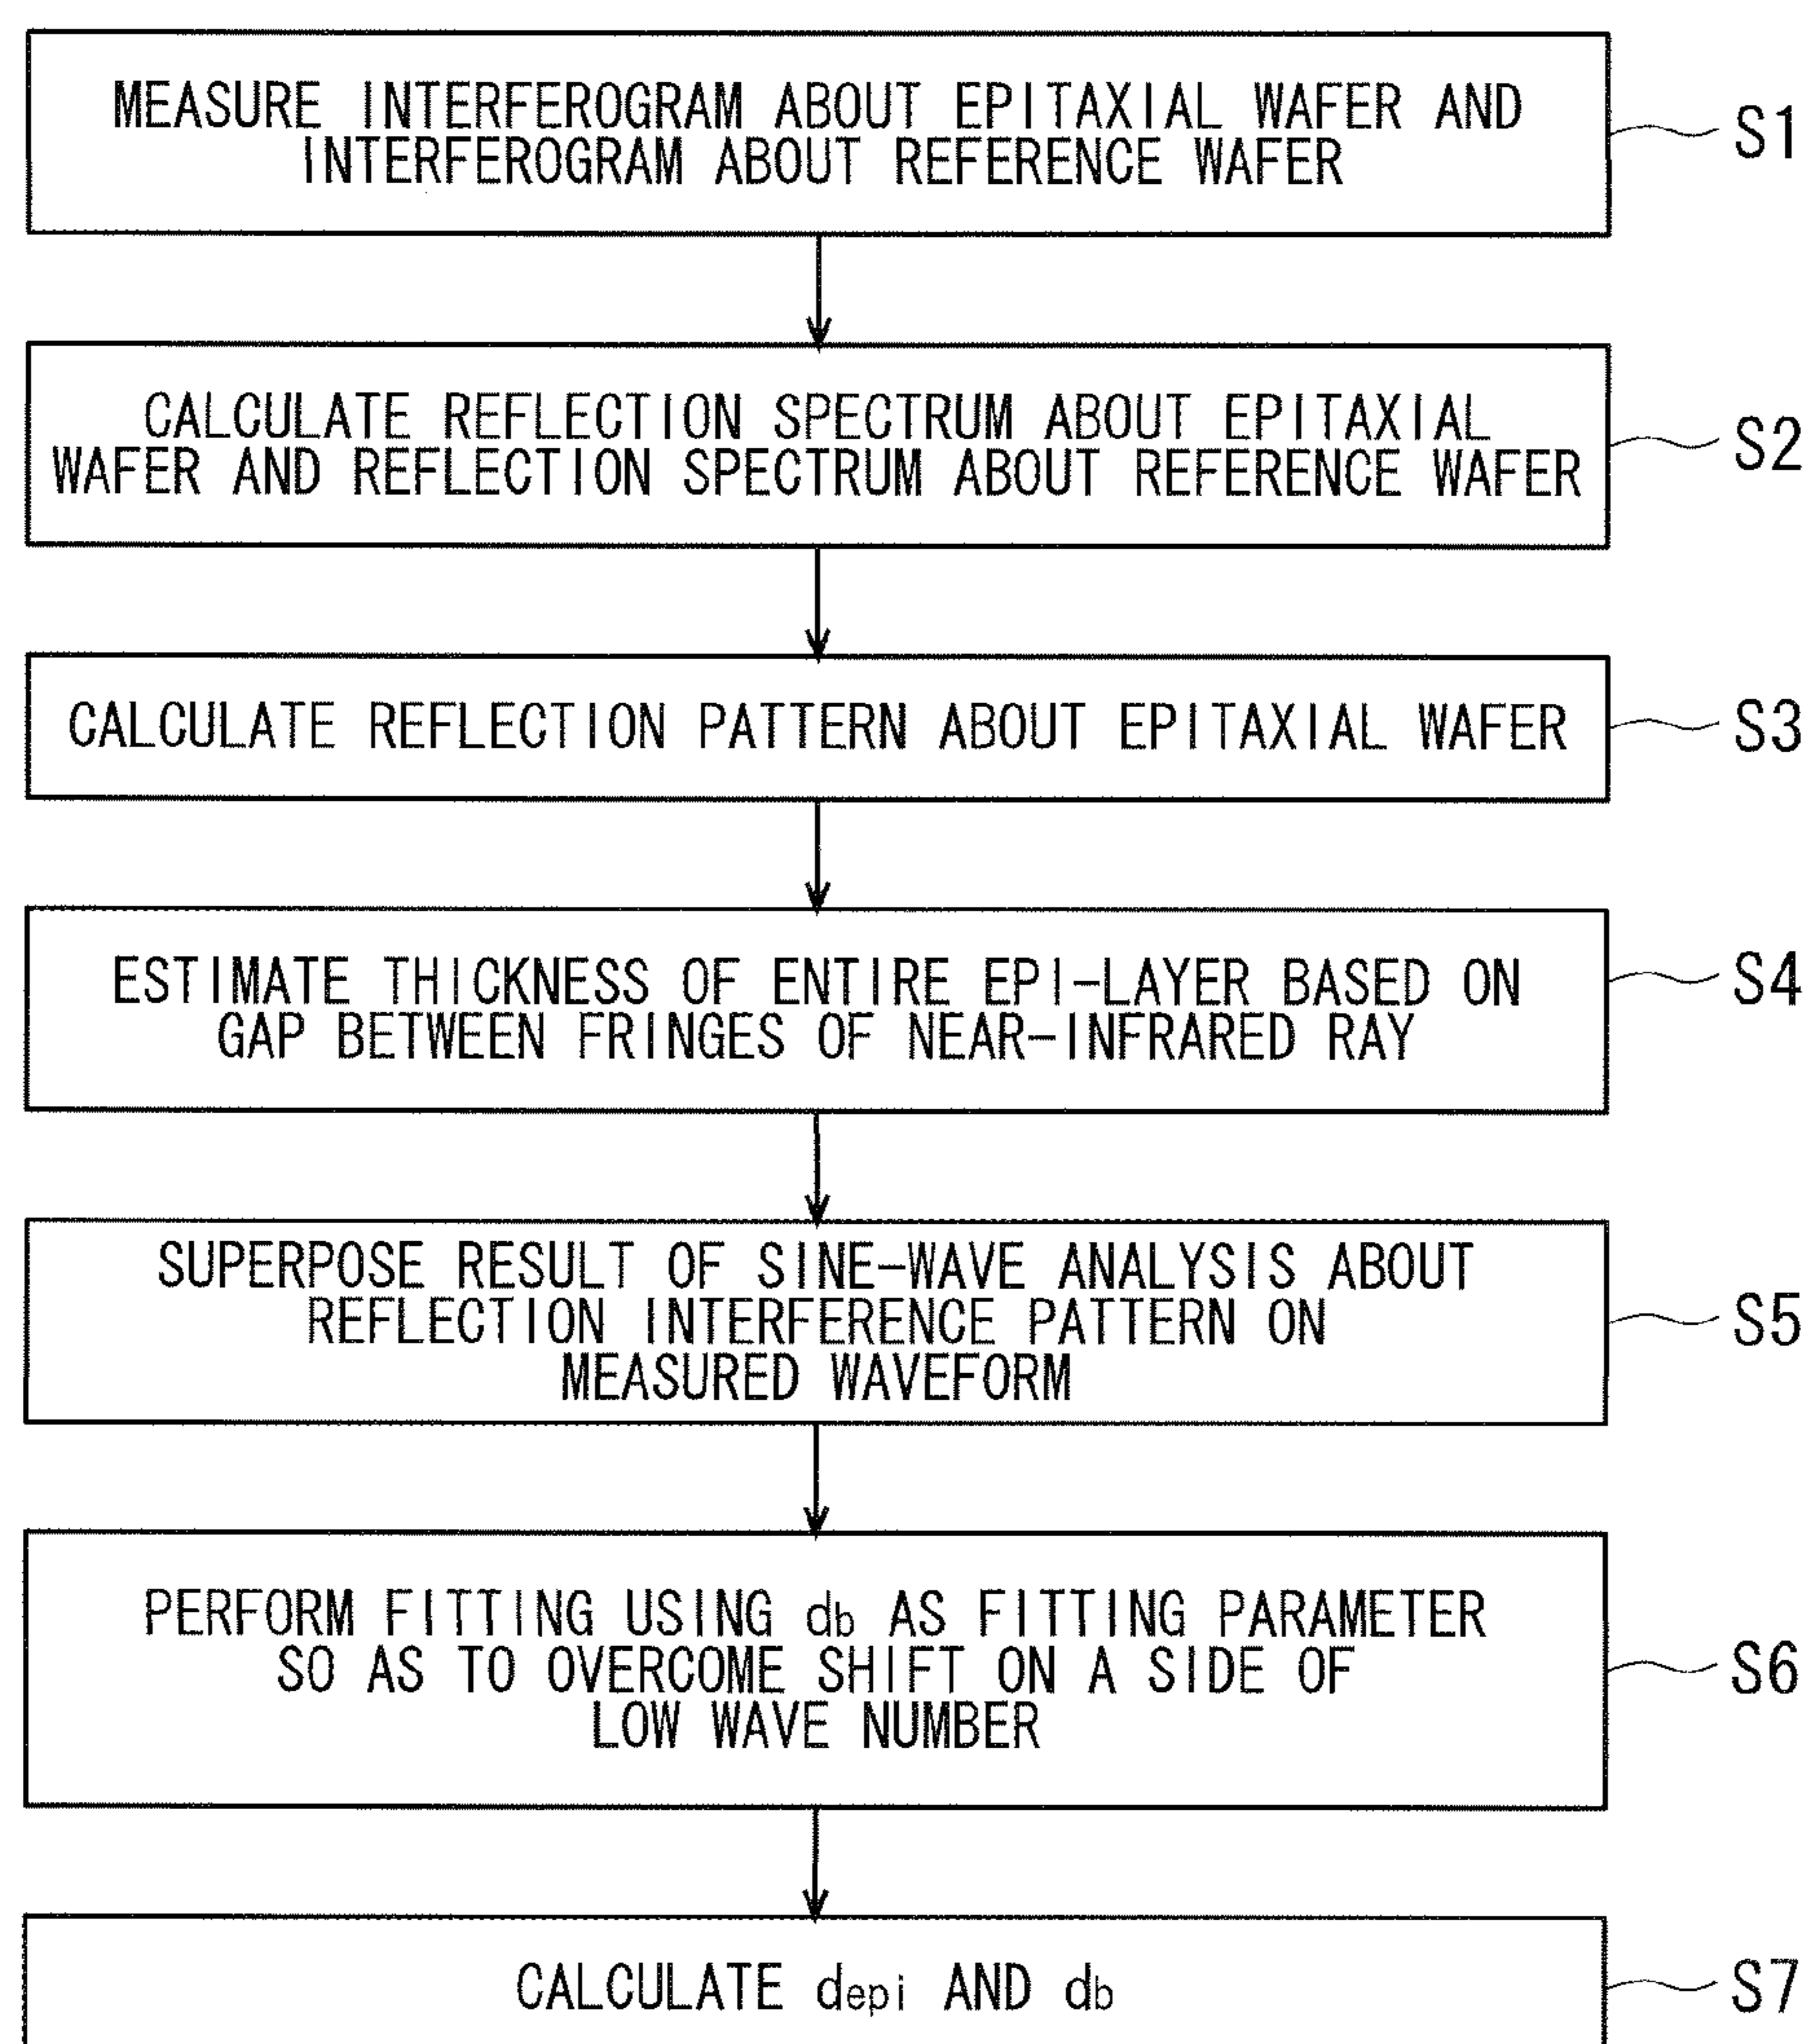 MEASURE INTERFEROGRAM ABOUT EPITAXIAL WAFER AND
INTERFEROGRAM ABOUT REFERENCE WAFER
S1
CALCULATE REFLECTION SPECTRUM ABOUT EPITAXIAL
WAFER AND REFLECTION SPECTRUM ABOUT REFERENCE WAFER
S2
CALCULATE REFLECTION PATTERN ABOUT EPITAXIAL WAFER
S3
ESTIMATE THICKNESS OF ENTIRE EPI-LAYER BASED ON
GAP BETWEEN FRINGES OF NEAR-INFRARED RAY
S4
SUPERPOSE RESULT OF SINE-WAVE ANALYSIS ABOUT
REFLECTION INTERFERENCE PATTERN ON
MEASURED WAVEFORM
S5
PERFORM FITTING USING db AS FITTING PARAMETER
SO AS TO OVERCOME SHIFT ON A SIDE OF
LOW WAVE NUMBER
S6
CALCULATE depi AND db
S7